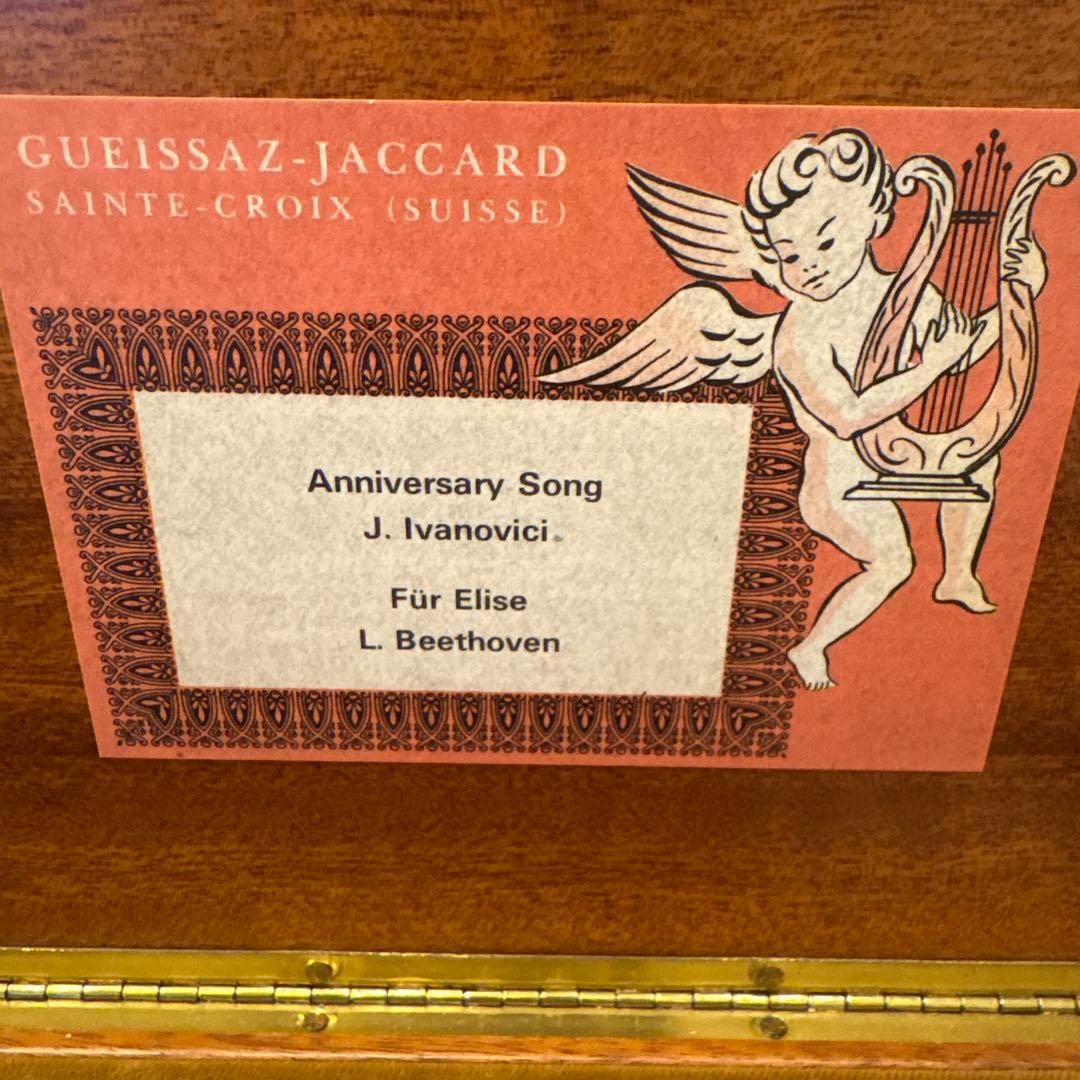 GUEISSAZ-JACCARD
SAINTE-CROIX (SUISSE)
Anniversary Song
J. Ivanovici.
Für Elise
L. Beethoven